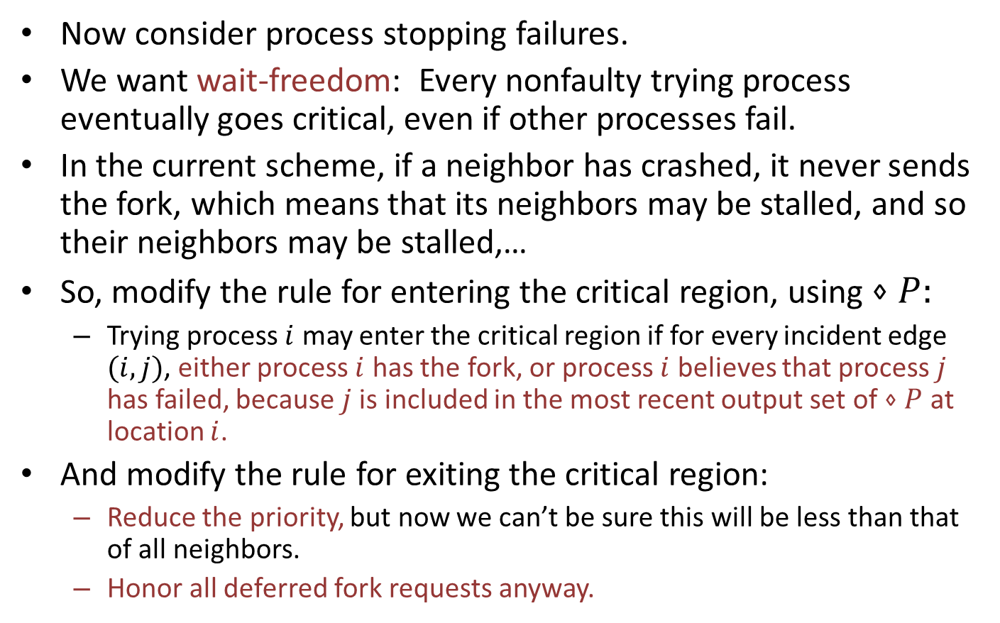 • Now consider process stopping failures.
• We want wait-freedom:  Every nonfaulty trying process
eventually goes critical, even if other processes fail.
• In the current scheme, if a neighbor has crashed, it never sends
the fork, which means that its neighbors may be stalled, and so
their neighbors may be stalled,…
• So, modify the rule for entering the critical region, using ⋄ 𝑃:
– Trying process 𝑖 may enter the critical region if for every incident edge
(𝑖,𝑗), either process 𝑖 has the fork, or process 𝑖 believes that process 𝑗
has failed, because 𝑗 is included in the most recent output set of ⋄ 𝑃 at
location 𝑖.
• And modify the rule for exiting the critical region:
– Reduce the priority, but now we can’t be sure this will be less than that
of all neighbors.
– Honor all deferred fork requests anyway.